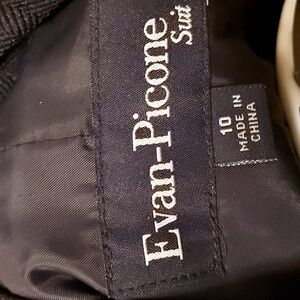 Evan-Picone
Suit
10
MADE IN
CHINA